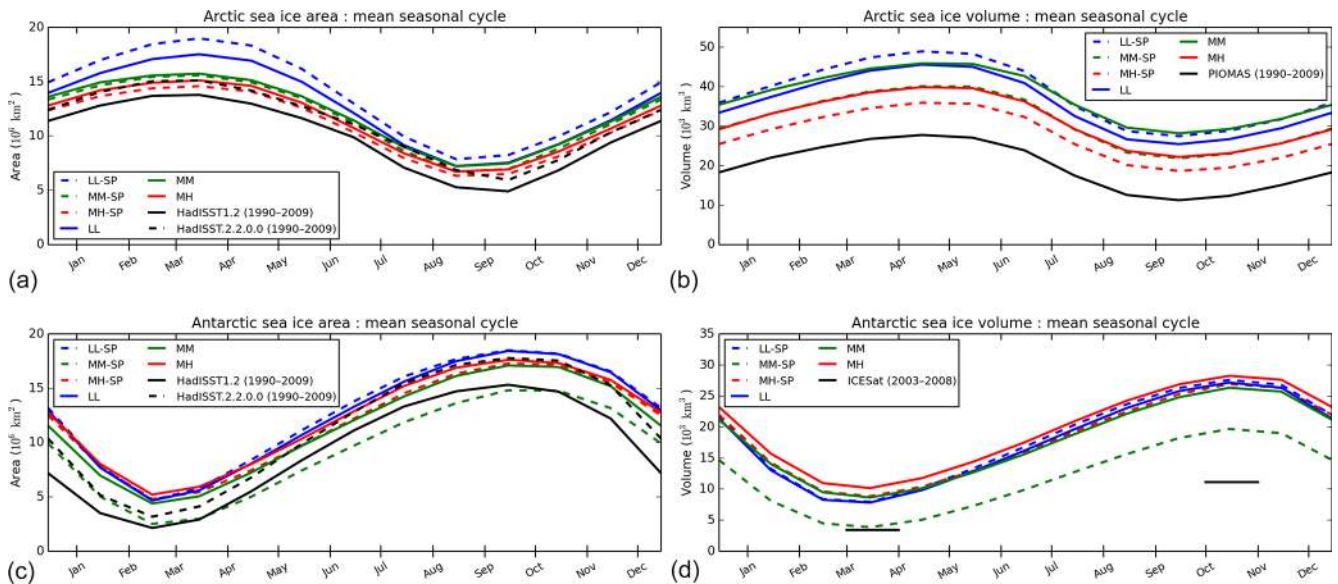 Arctic sea ice area : mean seasonal cycle
20
15
10
5
0
Area (10⁶ km²)
LL-SP
MM-SP
MH-SP
LL
MM
MH
HadISST1.2 (1990–2009)
HadISST.2.2.0.0 (1990–2009)
Jan Feb Mar Apr May Jun Jul Aug Sep Oct Nov Dec
(a)
Arctic sea ice volume : mean seasonal cycle
50
40
30
20
10
0
Volume (10³ km³)
LL-SP
MM-SP
MH-SP
LL
MM
MH
PIOMAS (1990–2009)
Jan Feb Mar Apr May Jun Jul Aug Sep Oct Nov Dec
(b)
Antarctic sea ice area : mean seasonal cycle
20
15
10
5
0
Area (10⁶ km²)
LL-SP
MM-SP
MH-SP
LL
MM
MH
HadISST1.2 (1990–2009)
HadISST.2.2.0.0 (1990–2009)
Jan Feb Mar Apr May Jun Jul Aug Sep Oct Nov Dec
(c)
Antarctic sea ice volume : mean seasonal cycle
35
30
25
20
15
10
5
0
Volume (10³ km³)
LL-SP
MM-SP
MH-SP
LL
MM
MH
ICESat (2003–2008)
Jan Feb Mar Apr May Jun Jul Aug Sep Oct Nov Dec
(d)